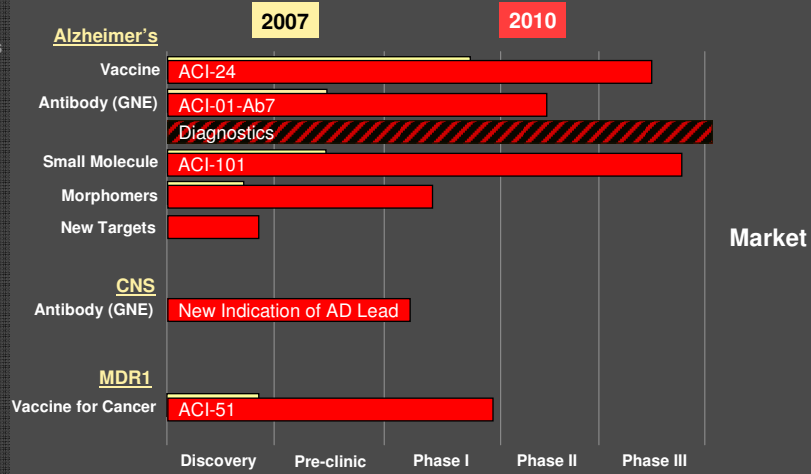 2007
2010
Alzheimer's
Vaccine
ACI-24
Antibody (GNE)
ACI-01-Ab7
Diagnostics
Small Molecule
ACI-101
Morphomers
New Targets
Market
CNS
Antibody (GNE)
New Indication of AD Lead
MDR1
Vaccine for Cancer
ACI-51
Discovery
Pre-clinic
Phase I
Phase II
Phase III